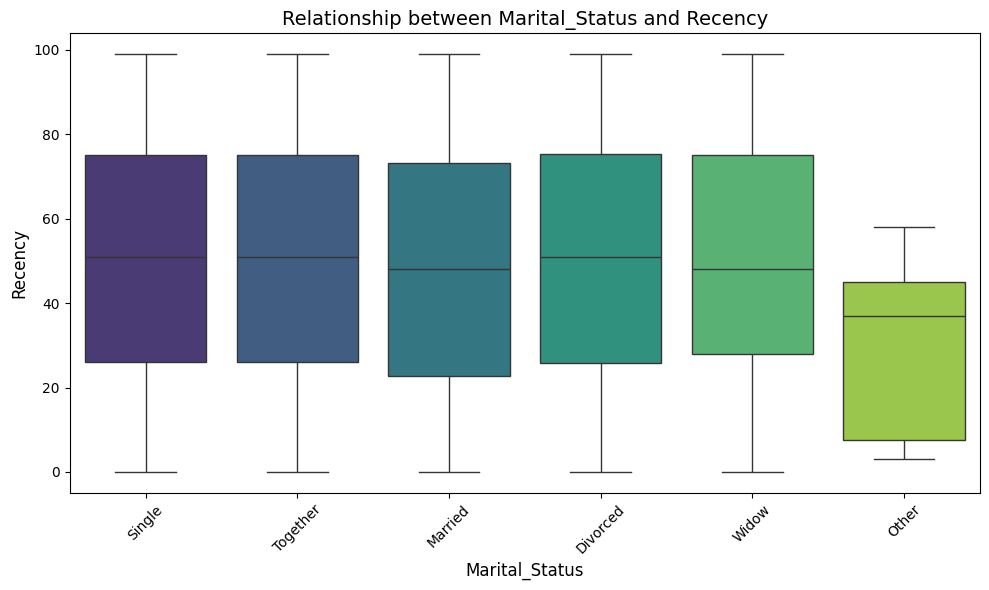 Relationship between Marital_Status and Recency
100
80
60
40
20
0
Recency
Single
Together
Married
Divorced
Widow
Other
Marital_Status